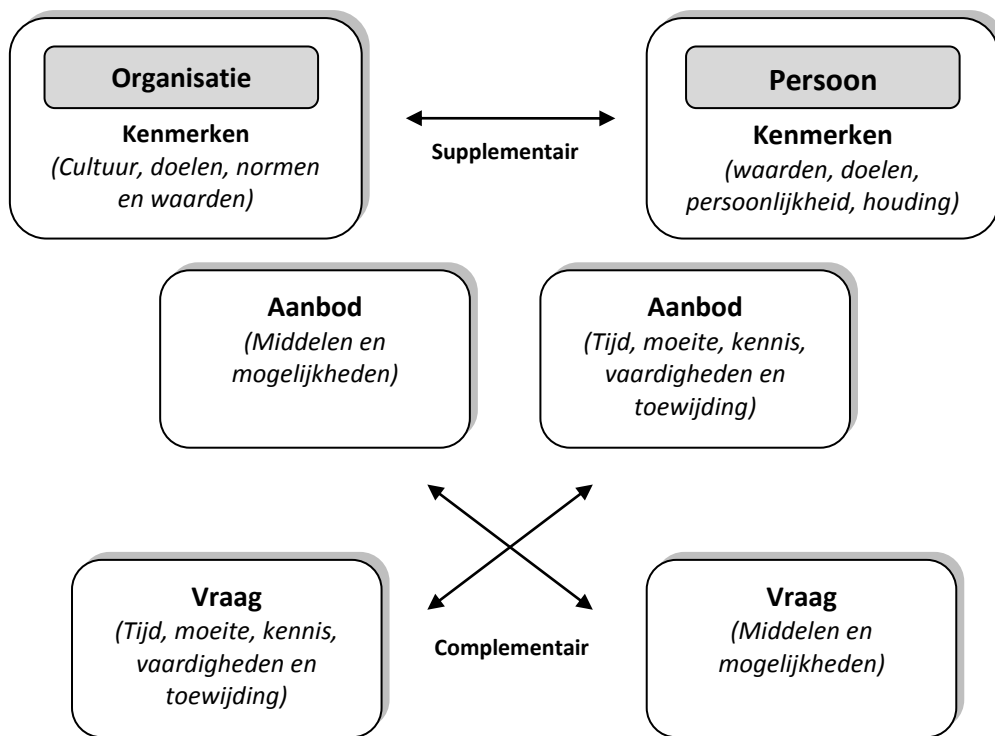 Organisatie
Kenmerken
(Cultuur, doelen, normen
en waarden)
Supplementair
Persoon
Kenmerken
(waarden, doelen,
persoonlijkheid, houding)
Aanbod
(Middelen en
mogelijkheden)
Aanbod
(Tijd, moeite, kennis,
vaardigheden en
toewijding)
Vraag
(Tijd, moeite, kennis,
vaardigheden en
toewijding)
Complementair
Vraag
(Middelen en
mogelijkheden)